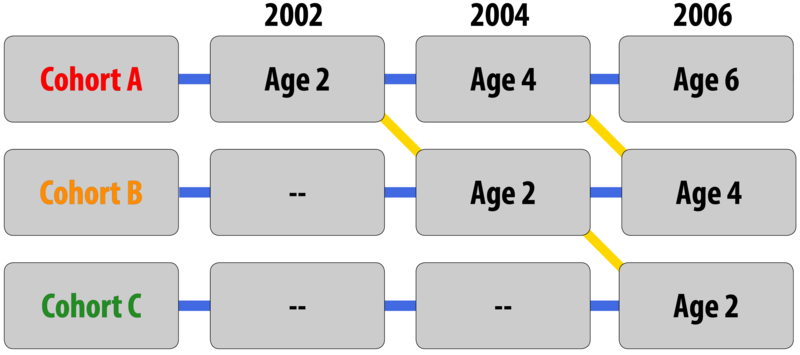 2002 2004 2006
Cohort A Age 2 Age 4 Age 6
Cohort B -- Age 2 Age 4
Cohort C -- -- Age 2